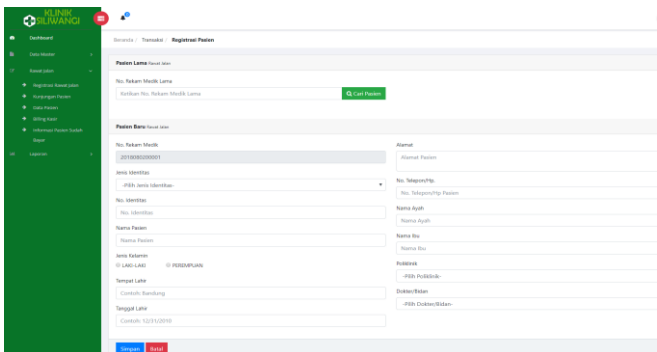 KLINIK
SILIWANGI
Dashboard
Data Master
Rawat Jalan
Registrasi Rawat Jalan
Kunjungan Pasien
Data Pasien
Billing Kasir
Informasi Pasien Sudah
Bayar
Laporan
Beranda / Transaksi / Registrasi Pasien
Pasien Lama Rawat Jalan
No. Rekam Medik Lama
Ketikan No. Rekam Medik Lama
Cari Pasien
Pasien Baru Rawat Jalan
No. Rekam Medik
2018080200001
Jenis Identitas
-Pilih Jenis Identitas-
No. Identitas
No. Identitas
Nama Pasien
Nama Pasien
Jenis Kelamin
LAKI-LAKI PEREMPUAN
Tempat Lahir
Contoh: Bandung
Tanggal Lahir
Contoh: 12/31/2010
Simpan Batal
Alamat
Alamat Pasien
No. Telepon/Hp.
No. Telepon/Hp Pasien
Nama Ayah
Nama Ayah
Nama Ibu
Nama Ibu
Poliklinik
-Pilih Poliklinik-
Dokter/Bidan
-Pilih Dokter/Bidan-